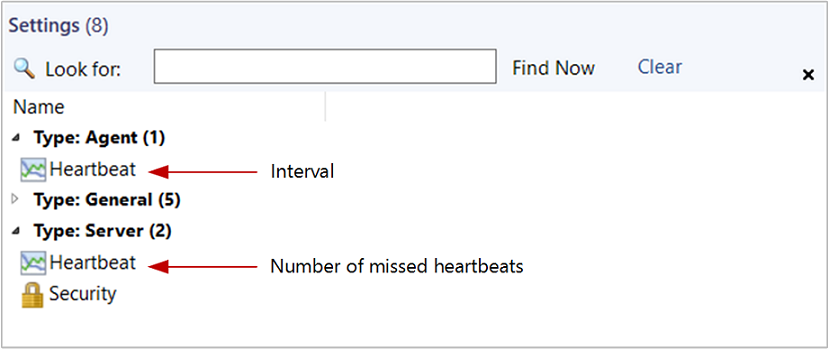 Settings (8)
Look for: Find Now Clear
Name
Type: Agent (1)
Heartbeat Interval
Type: General (5)
Type: Server (2)
Heartbeat Number of missed heartbeats
Security